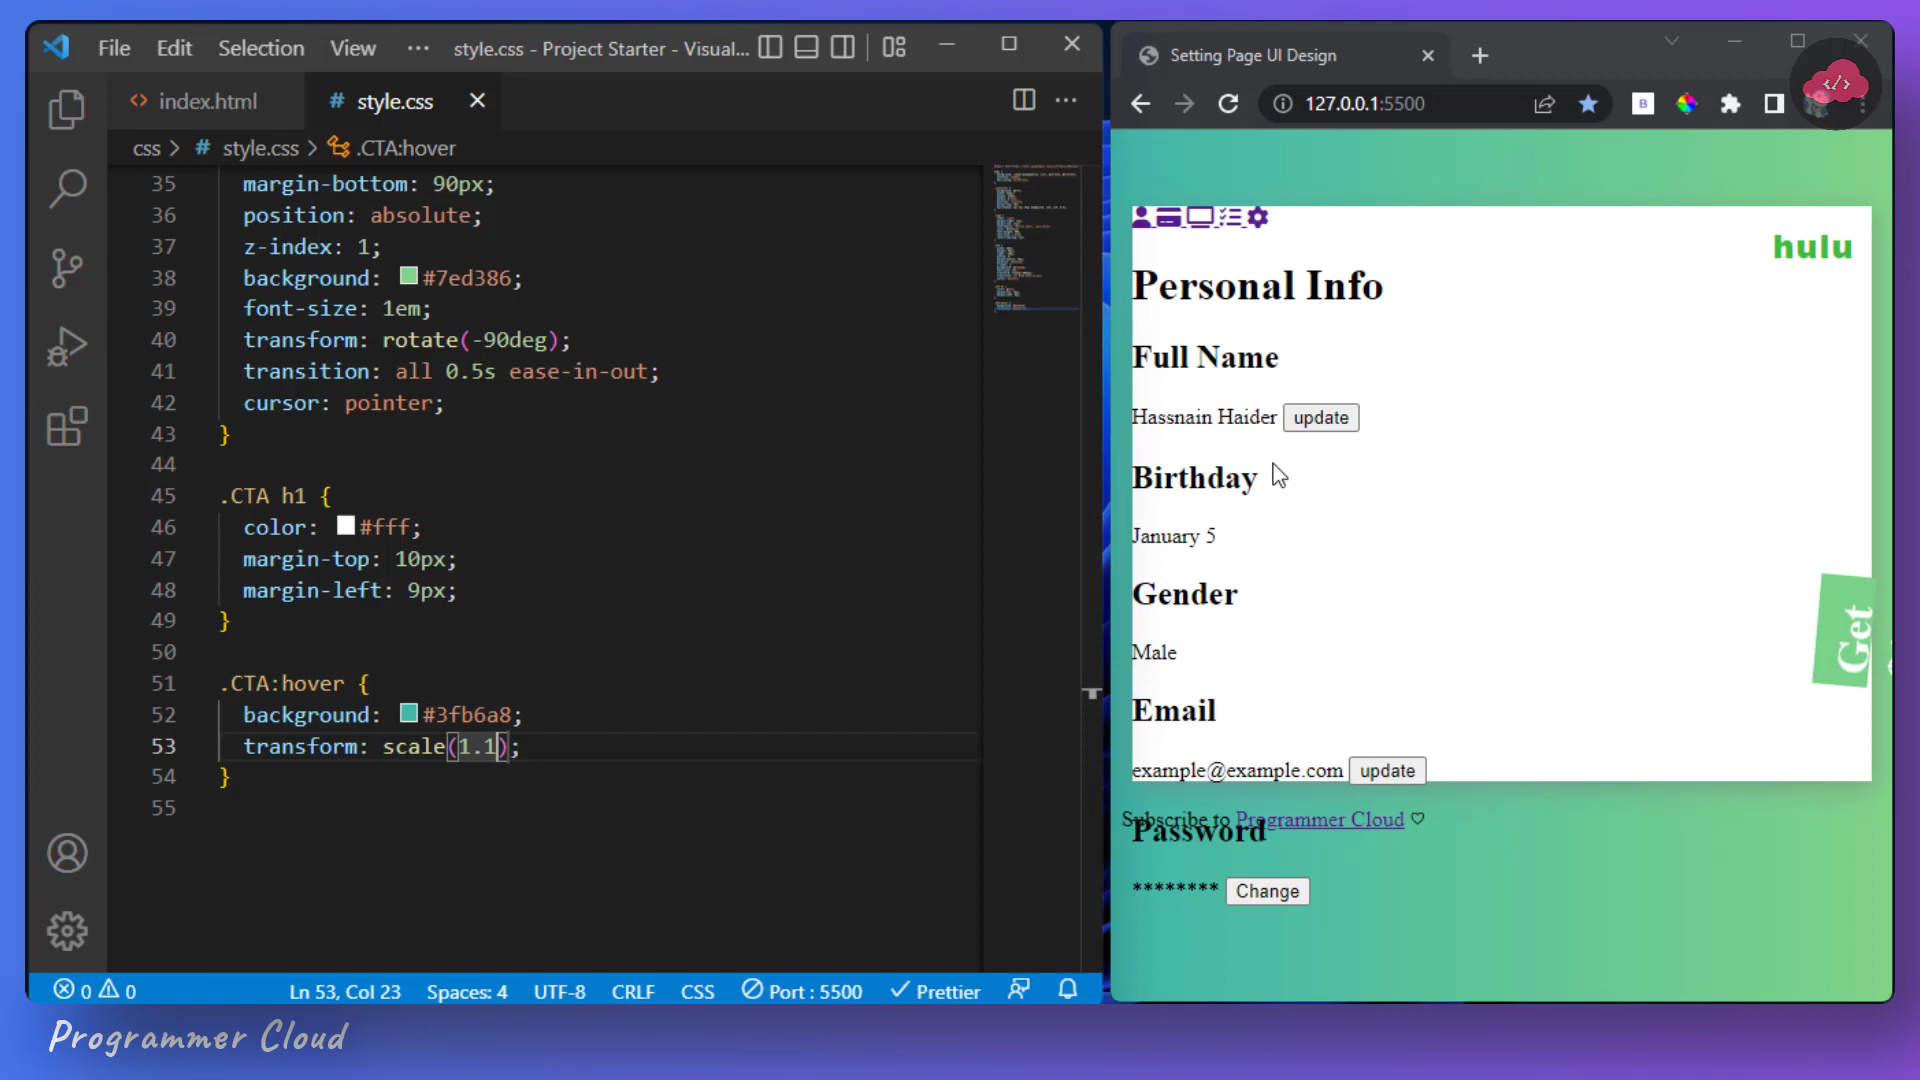 File Edit Selection View ··· style.css - Project Starter - Visual...
index.html # style.css
css > # style.css > .CTA:hover
35 margin-bottom: 90px;
36 position: absolute;
37 z-index: 1;
38 background: #7ed386;
39 font-size: 1em;
40 transform: rotate(-90deg);
41 transition: all 0.5s ease-in-out;
42 cursor: pointer;
43 }
44
45 .CTA h1 {
46 color: #fff;
47 margin-top: 10px;
48 margin-left: 9px;
49 }
50
51 .CTA:hover {
52 background: #3fb6a8;
53 transform: scale(1.1);
54 }
55
0 0 Ln 53, Col 23 Spaces: 4 UTF-8 CRLF CSS Port : 5500 Prettier
Programmer Cloud
Setting Page UI Design
127.0.0.1:5500
B
</>
hulu
Personal Info
Full Name
Hassnain Haider update
Birthday
January 5
Gender
Male
Get
Email
example@example.com update
Subscribe to Programmer Cloud ♡
Password
******** Change